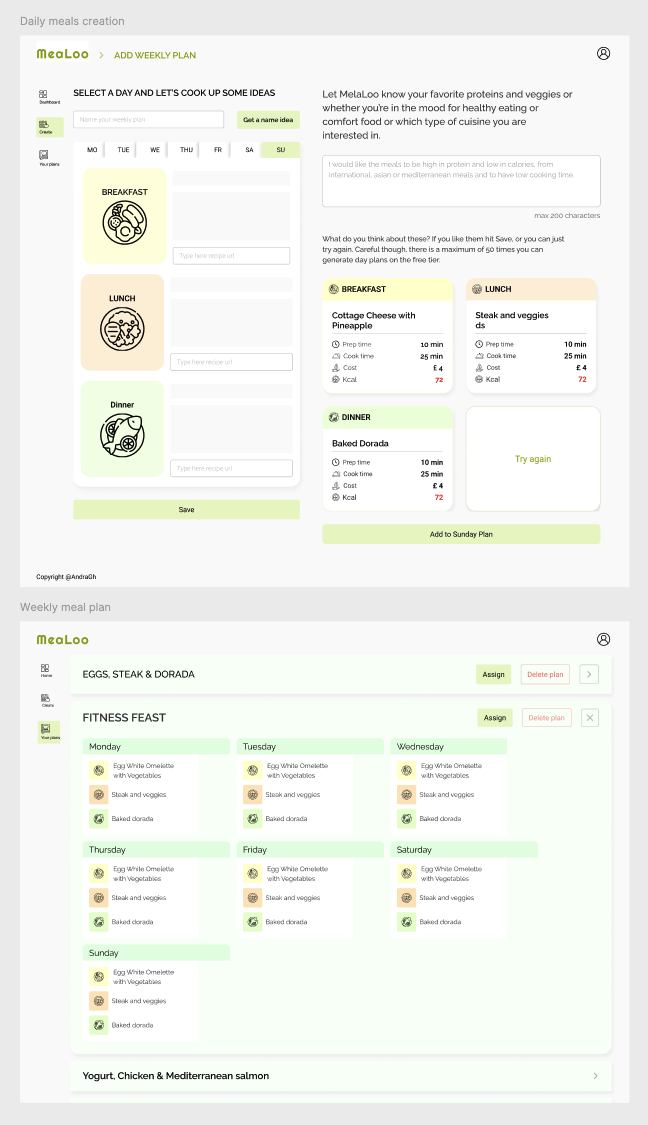 Daily meals creation
MeaLoo
ADD WEEKLY PLAN
Dashboard
Create
Your plans
SELECT A DAY AND LET'S COOK UP SOME IDEAS
Name your weekly plan
Get a name idea
MO TUE WE THU FR SA SU
BREAKFAST
Type here recipe url
LUNCH
Type here recipe url
Dinner
Type here recipe url
Save
Let MelaLoo know your favorite proteins and veggies or
whether you're in the mood for healthy eating or
comfort food or which type of cuisine you are
interested in.
I would like the meals to be high in protein and low in calories, from
international, asian or mediterranean meals and to have low cooking time.
max 200 characters
What do you think about these? If you like them hit Save, or you can just
try again. Careful though, there is a maximum of 50 times you can
generate day plans on the free tier.
BREAKFAST
Cottage Cheese with
Pineapple
Prep time 10 min
Cook time 25 min
Cost £ 4
Kcal 72
LUNCH
Steak and veggies
ds
Prep time 10 min
Cook time 25 min
Cost £ 4
Kcal 72
DINNER
Baked Dorada
Prep time 10 min
Cook time 25 min
Cost £ 4
Kcal 72
Try again
Add to Sunday Plan
Copyright @AndraGh
Weekly meal plan
MeaLoo
Home
Create
Your plans
EGGS, STEAK & DORADA
Assign
Delete plan
FITNESS FEAST
Assign
Delete plan
Monday
Egg White Omelette
with Vegetables
Steak and veggies
Baked dorada
Tuesday
Egg White Omelette
with Vegetables
Steak and veggies
Baked dorada
Wednesday
Egg White Omelette
with Vegetables
Steak and veggies
Baked dorada
Thursday
Egg White Omelette
with Vegetables
Steak and veggies
Baked dorada
Friday
Egg White Omelette
with Vegetables
Steak and veggies
Baked dorada
Saturday
Egg White Omelette
with Vegetables
Steak and veggies
Baked dorada
Sunday
Egg White Omelette
with Vegetables
Steak and veggies
Baked dorada
Yogurt, Chicken & Mediterranean salmon